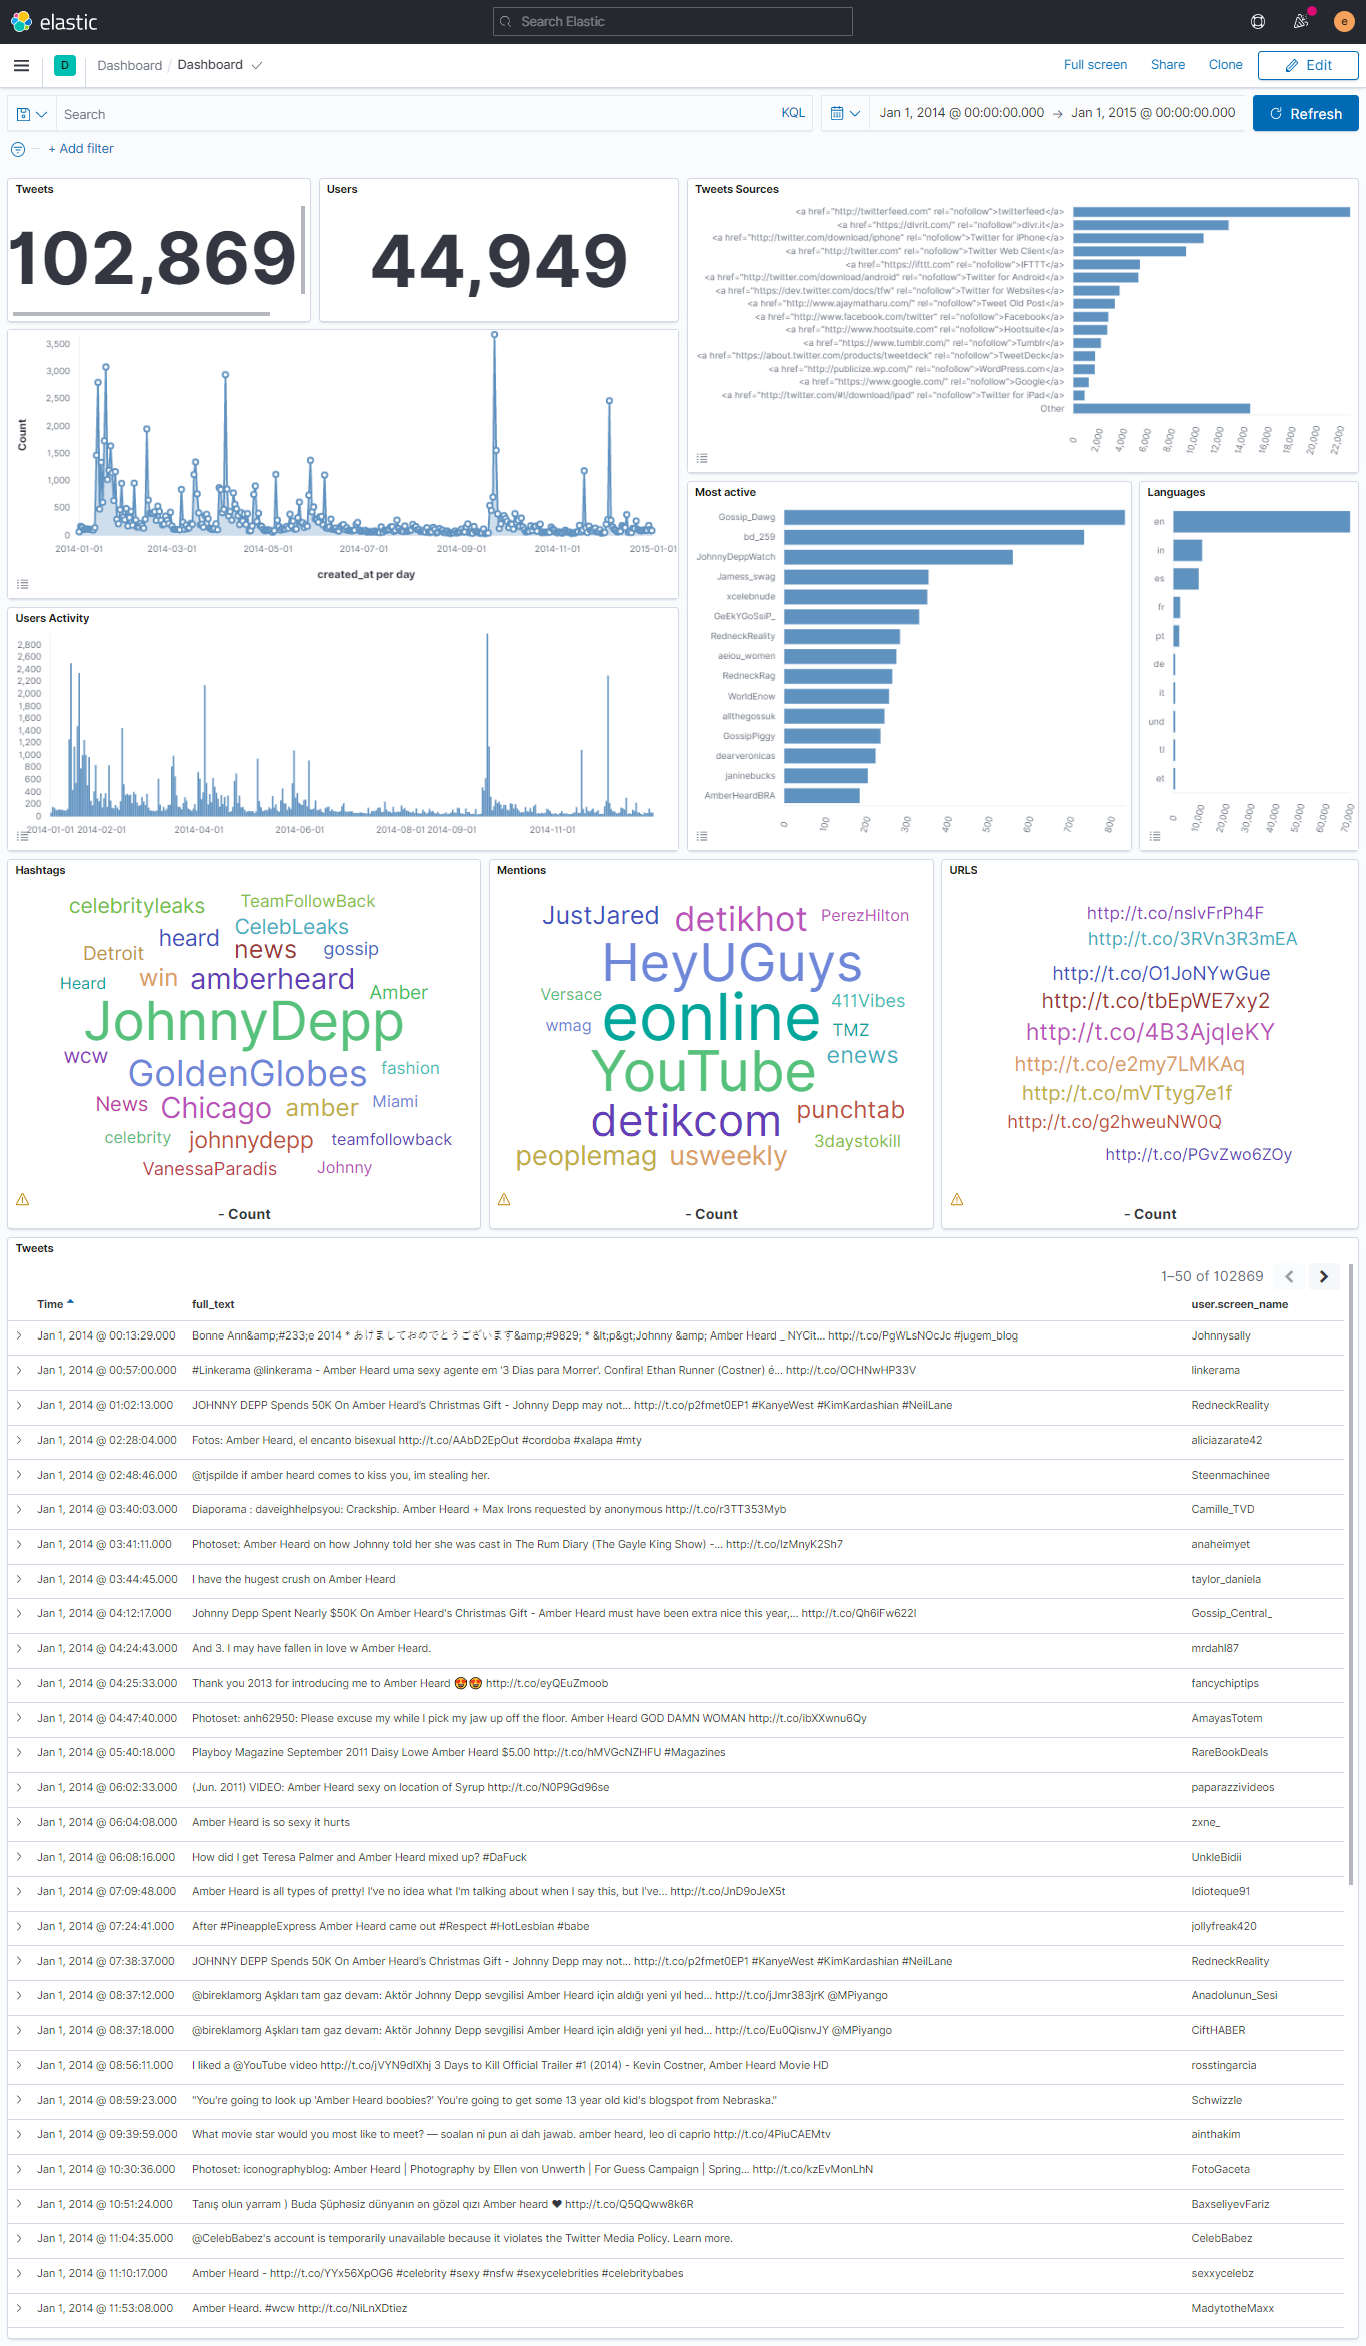 elastic
Search Elastic
e
D
Dashboard / Dashboard
Full screen
Share
Clone
Edit
Search
KQL
Jan 1, 2014 @ 00:00:00.000 → Jan 1, 2015 @ 00:00:00.000
Refresh
+ Add filter
Tweets
102,869
Users
44,949
Tweets Sources
<a href="http://twitterfeed.com" rel="nofollow">twitterfeed</a>
<a href="https://dlvrit.com/" rel="nofollow">dlvr.it</a>
<a href="http://twitter.com/download/iphone" rel="nofollow">Twitter for iPhone</a>
<a href="http://twitter.com" rel="nofollow">Twitter Web Client</a>
<a href="https://ifttt.com" rel="nofollow">IFTTT</a>
<a href="http://twitter.com/download/android" rel="nofollow">Twitter for Android</a>
<a href="https://dev.twitter.com/docs/tfw" rel="nofollow">Twitter for Websites</a>
<a href="http://www.ajaymatharu.com/" rel="nofollow">Tweet Old Post</a>
<a href="http://www.facebook.com/twitter" rel="nofollow">Facebook</a>
<a href="http://www.hootsuite.com" rel="nofollow">Hootsuite</a>
<a href="https://www.tumblr.com/" rel="nofollow">Tumblr</a>
<a href="https://about.twitter.com/products/tweetdeck" rel="nofollow">TweetDeck</a>
<a href="http://publicize.wp.com/" rel="nofollow">WordPress.com</a>
<a href="https://www.google.com/" rel="nofollow">Google</a>
<a href="http://twitter.com/#!/download/ipad" rel="nofollow">Twitter for iPad</a>
Other
0 2,000 4,000 6,000 8,000 10,000 12,000 14,000 16,000 18,000 20,000 22,000
3,500
3,000
2,500
2,000
1,500
1,000
500
0
Count
2014-01-01 2014-03-01 2014-05-01 2014-07-01 2014-09-01 2014-11-01 2015-01-01
created_at per day
Users Activity
2,800
2,600
2,400
2,200
2,000
1,800
1,600
1,400
1,200
1,000
800
600
400
200
0
2014-01-01 2014-02-01 2014-04-01 2014-06-01 2014-08-01 2014-09-01 2014-11-01
Most active
Gossip_Dawg
bd_259
JohnnyDeppWatch
Jamess_swag
xcelebnude
GeEkYGoSsiP_
RedneckReality
aeiou_women
RedneckRag
WorldEnow
allthegossuk
GossipPiggy
dearveronicas
janinebucks
AmberHeardBRA
0 100 200 300 400 500 600 700 800
Languages
en
in
es
fr
pt
de
it
und
tl
et
0 10,000 20,000 30,000 40,000 50,000 60,000 70,000
Hashtags
celebrityleaks TeamFollowBack
heard CelebLeaks
Detroit news gossip
Heard win amberheard Amber
JohnnyDepp
wcw GoldenGlobes fashion
News Chicago amber Miami
celebrity johnnydepp teamfollowback
VanessaParadis Johnny
- Count
Mentions
JustJared detikhot PerezHilton
HeyUGuys
Versace eonline 411Vibes
wmag TMZ
YouTube enews
detikcom punchtab
3daystokill
peoplemag usweekly
- Count
URLS
http://t.co/nslvFrPh4F
http://t.co/3RVn3R3mEA
http://t.co/O1JoNYwGue
http://t.co/tbEpWE7xy2
http://t.co/4B3AjqleKY
http://t.co/e2my7LMKAq
http://t.co/mVTtyg7e1f
http://t.co/g2hweuNW0Q
http://t.co/PGvZwo6ZOy
- Count
Tweets
1–50 of 102869
Time full_text user.screen_name
Jan 1, 2014 @ 00:13:29.000 Bonne Ann&amp;#233;e 2014 * あけましておめでとうございます&amp;#9829; * &lt;p&gt;Johnny &amp; Amber Heard _ NYCit... http://t.co/PgWLsNOcJc #jugem_blog Johnnysally
Jan 1, 2014 @ 00:57:00.000 #Linkerama @linkerama - Amber Heard uma sexy agente em '3 Dias para Morrer'. Confira! Ethan Runner (Costner) é... http://t.co/OCHNwHP33V linkerama
Jan 1, 2014 @ 01:02:13.000 JOHNNY DEPP Spends 50K On Amber Heard's Christmas Gift - Johnny Depp may not... http://t.co/p2fmet0EP1 #KanyeWest #KimKardashian #NeilLane RedneckReality
Jan 1, 2014 @ 02:28:04.000 Fotos: Amber Heard, el encanto bisexual http://t.co/AAbD2EpOut #cordoba #xalapa #mty aliciazarate42
Jan 1, 2014 @ 02:48:46.000 @tjspilde if amber heard comes to kiss you, im stealing her. Steenmachinee
Jan 1, 2014 @ 03:40:03.000 Diaporama : daveighhelpsyou: Crackship. Amber Heard + Max Irons requested by anonymous http://t.co/r3TT353Myb Camille_TVD
Jan 1, 2014 @ 03:41:11.000 Photoset: Amber Heard on how Johnny told her she was cast in The Rum Diary (The Gayle King Show) -... http://t.co/IzMnyK2Sh7 anaheimyet
Jan 1, 2014 @ 03:44:45.000 I have the hugest crush on Amber Heard taylor_daniela
Jan 1, 2014 @ 04:12:17.000 Johnny Depp Spent Nearly $50K On Amber Heard's Christmas Gift - Amber Heard must have been extra nice this year,... http://t.co/Qh6iFw622I Gossip_Central_
Jan 1, 2014 @ 04:24:43.000 And 3. I may have fallen in love w Amber Heard. mrdahl87
Jan 1, 2014 @ 04:25:33.000 Thank you 2013 for introducing me to Amber Heard 😍😍 http://t.co/eyQEuZmoob fancychiptips
Jan 1, 2014 @ 04:47:40.000 Photoset: anh62950: Please excuse my while I pick my jaw up off the floor. Amber Heard GOD DAMN WOMAN http://t.co/ibXXwnu6Qy AmayasTotem
Jan 1, 2014 @ 05:40:18.000 Playboy Magazine September 2011 Daisy Lowe Amber Heard $5.00 http://t.co/hMVGcNZHFU #Magazines RareBookDeals
Jan 1, 2014 @ 06:02:33.000 (Jun. 2011) VIDEO: Amber Heard sexy on location of Syrup http://t.co/N0P9Gd96se paparazzivideos
Jan 1, 2014 @ 06:04:08.000 Amber Heard is so sexy it hurts zxne_
Jan 1, 2014 @ 06:08:16.000 How did I get Teresa Palmer and Amber Heard mixed up? #DaFuck UnkleBidii
Jan 1, 2014 @ 07:09:48.000 Amber Heard is all types of pretty! I've no idea what I'm talking about when I say this, but I've... http://t.co/JnD9oJeX5t Idioteque91
Jan 1, 2014 @ 07:24:41.000 After #PineappleExpress Amber Heard came out #Respect #HotLesbian #babe jollyfreak420
Jan 1, 2014 @ 07:38:37.000 JOHNNY DEPP Spends 50K On Amber Heard's Christmas Gift - Johnny Depp may not... http://t.co/p2fmet0EP1 #KanyeWest #KimKardashian #NeilLane RedneckReality
Jan 1, 2014 @ 08:37:12.000 @bireklamorg Aşkları tam gaz devam: Aktör Johnny Depp sevgilisi Amber Heard için aldığı yeni yıl hed... http://t.co/jJmr383jrK @MPiyango Anadolunun_Sesi
Jan 1, 2014 @ 08:37:18.000 @bireklamorg Aşkları tam gaz devam: Aktör Johnny Depp sevgilisi Amber Heard için aldığı yeni yıl hed... http://t.co/Eu0QisnvJY @MPiyango CiftHABER
Jan 1, 2014 @ 08:56:11.000 I liked a @YouTube video http://t.co/jVYN9dIXhj 3 Days to Kill Official Trailer #1 (2014) - Kevin Costner, Amber Heard Movie HD rosstingarcia
Jan 1, 2014 @ 08:59:23.000 "You're going to look up 'Amber Heard boobies?' You're going to get some 13 year old kid's blogspot from Nebraska." Schwizzle
Jan 1, 2014 @ 09:39:59.000 What movie star would you most like to meet? — soalan ni pun ai dah jawab. amber heard, leo di caprio http://t.co/4PiuCAEMtv ainthakim
Jan 1, 2014 @ 10:30:36.000 Photoset: iconographyblog: Amber Heard | Photography by Ellen von Unwerth | For Guess Campaign | Spring... http://t.co/kzEvMonLhN FotoGaceta
Jan 1, 2014 @ 10:51:24.000 Tanış olun yarram ) Buda Şüphəsiz dünyanın ən gözəl qızı Amber heard ♥ http://t.co/Q5QQww8k6R BaxseliyevFariz
Jan 1, 2014 @ 11:04:35.000 @CelebBabez's account is temporarily unavailable because it violates the Twitter Media Policy. Learn more. CelebBabez
Jan 1, 2014 @ 11:10:17.000 Amber Heard - http://t.co/YYx56XpOG6 #celebrity #sexy #nsfw #sexycelebrities #celebritybabes sexxycelebz
Jan 1, 2014 @ 11:53:08.000 Amber Heard. #wcw http://t.co/NiLnXDtiez MadytotheMaxx